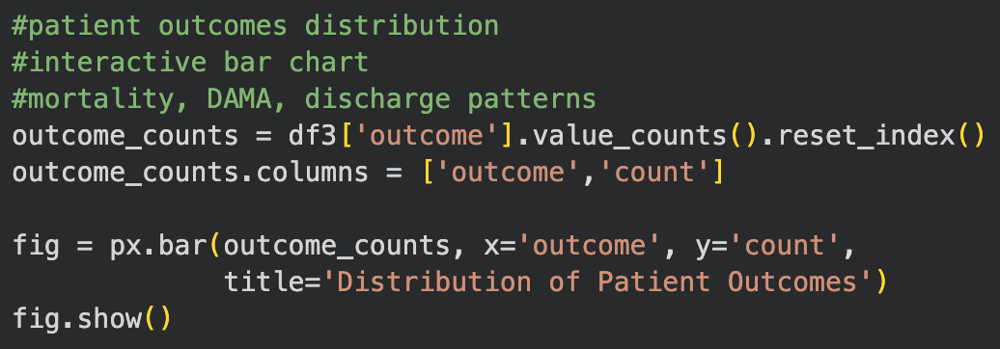 #patient outcomes distribution
#interactive bar chart
#mortality, DAMA, discharge patterns
outcome_counts = df3['outcome'].value_counts().reset_index()
outcome_counts.columns = ['outcome','count']

fig = px.bar(outcome_counts, x='outcome', y='count',
             title='Distribution of Patient Outcomes')
fig.show()